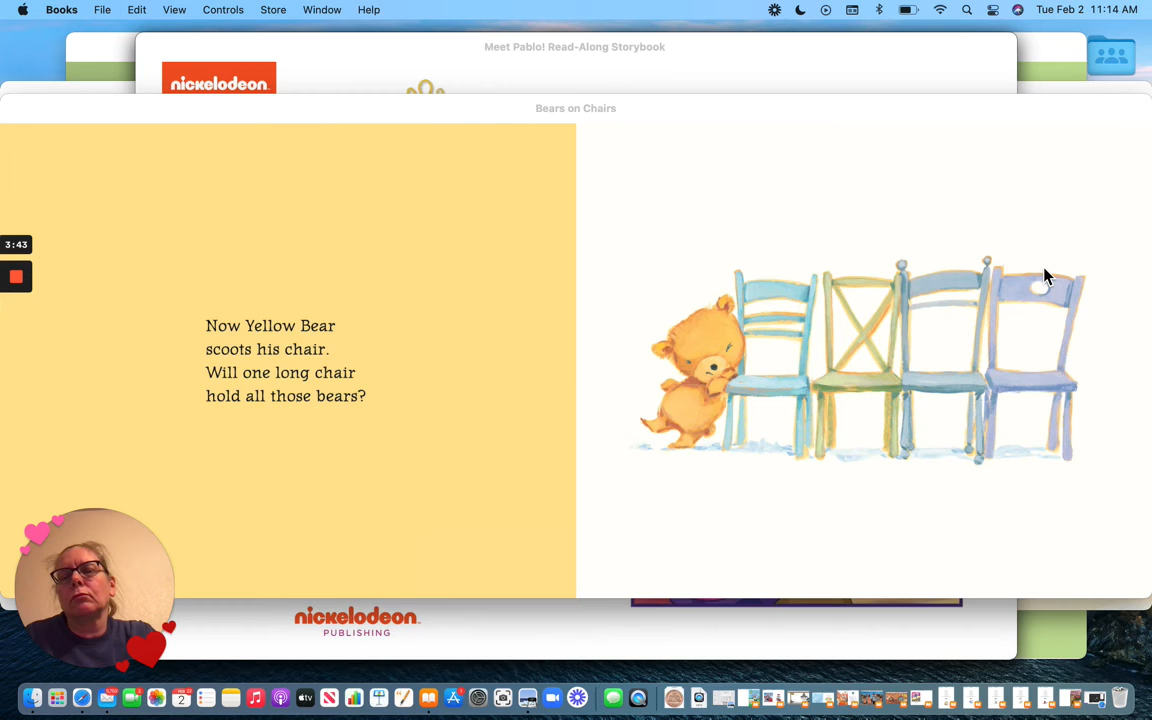 Books File Edit View Controls Store Window Help Tue Feb 2 11:14 AM
Meet Pablo! Read-Along Storybook
nickelodeon
Bears on Chairs
3:43
Now Yellow Bear
scoots his chair.
Will one long chair
hold all those bears?
nickelodeon
PUBLISHING